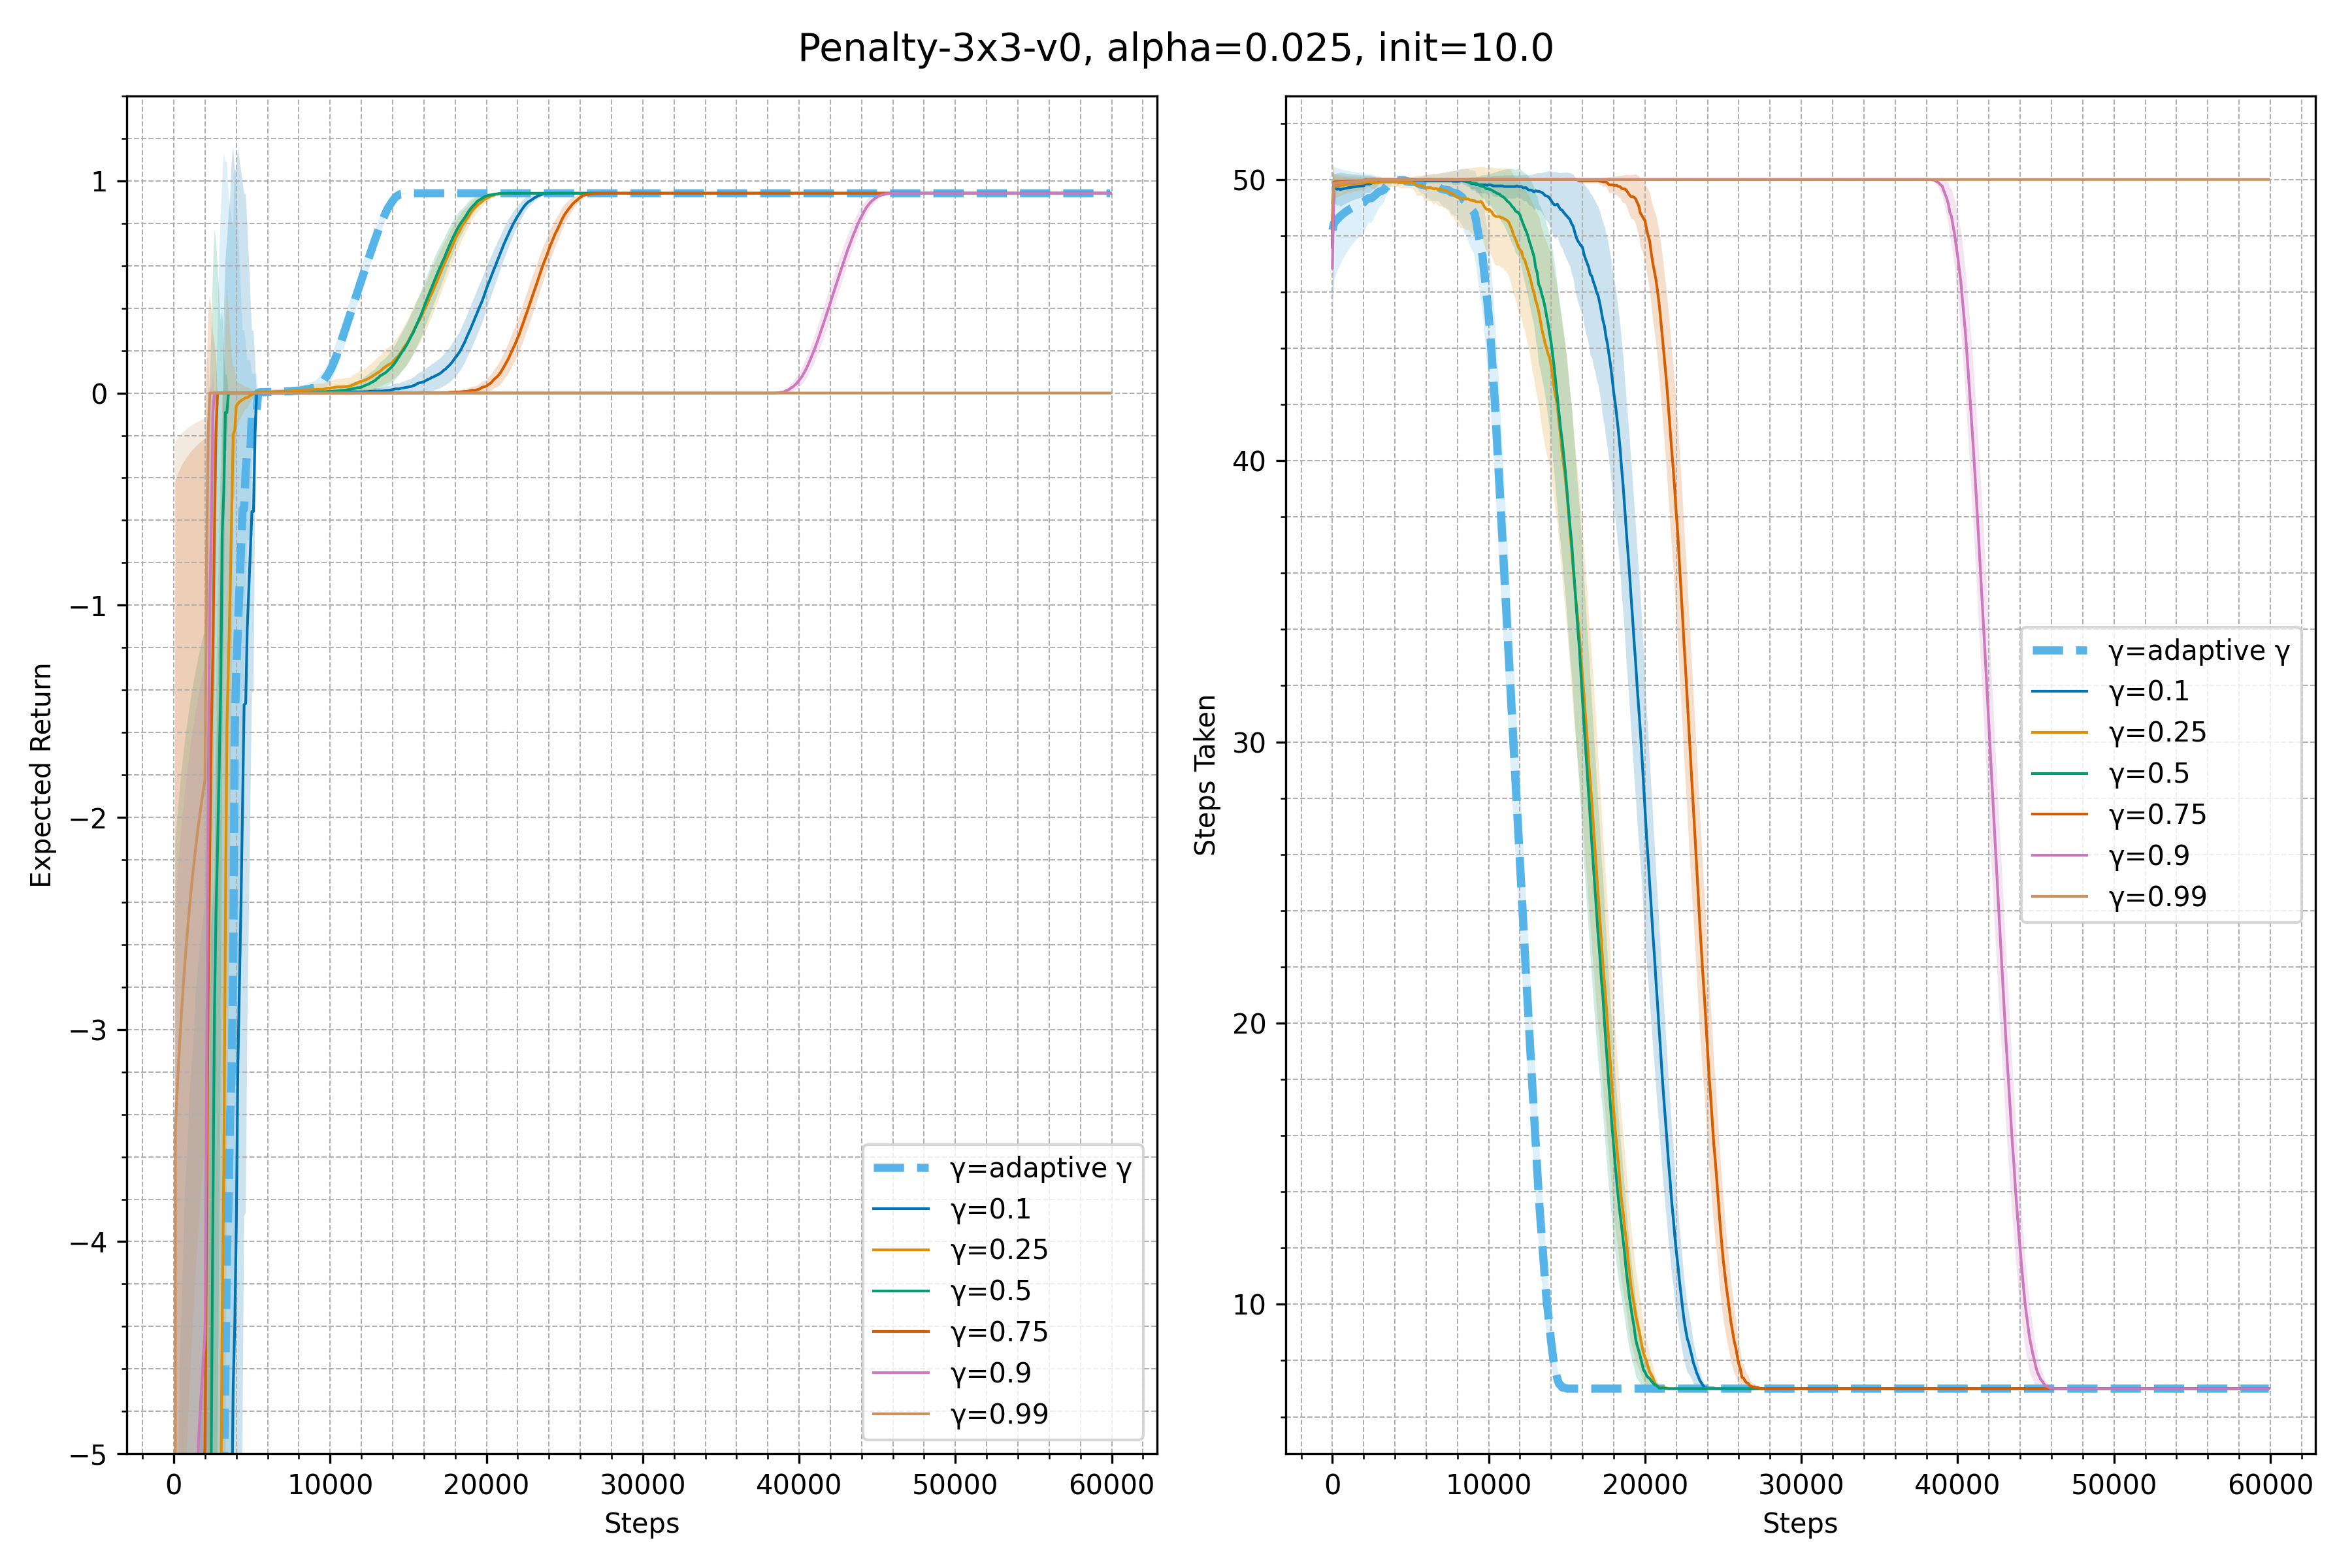 Penalty-3x3-v0, alpha=0.025, init=10.0
Expected Return
1
0
−1
−2
−3
−4
−5
0 10000 20000 30000 40000 50000 60000
Steps
γ=adaptive γ
γ=0.1
γ=0.25
γ=0.5
γ=0.75
γ=0.9
γ=0.99
Steps Taken
50
40
30
20
10
0 10000 20000 30000 40000 50000 60000
Steps
γ=adaptive γ
γ=0.1
γ=0.25
γ=0.5
γ=0.75
γ=0.9
γ=0.99